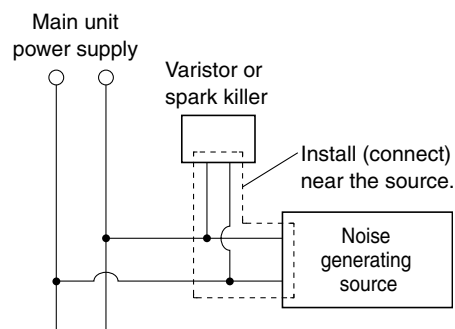 Main unit
power supply
Varistor or
spark killer
Install (connect)
near the source.
Noise
generating
source